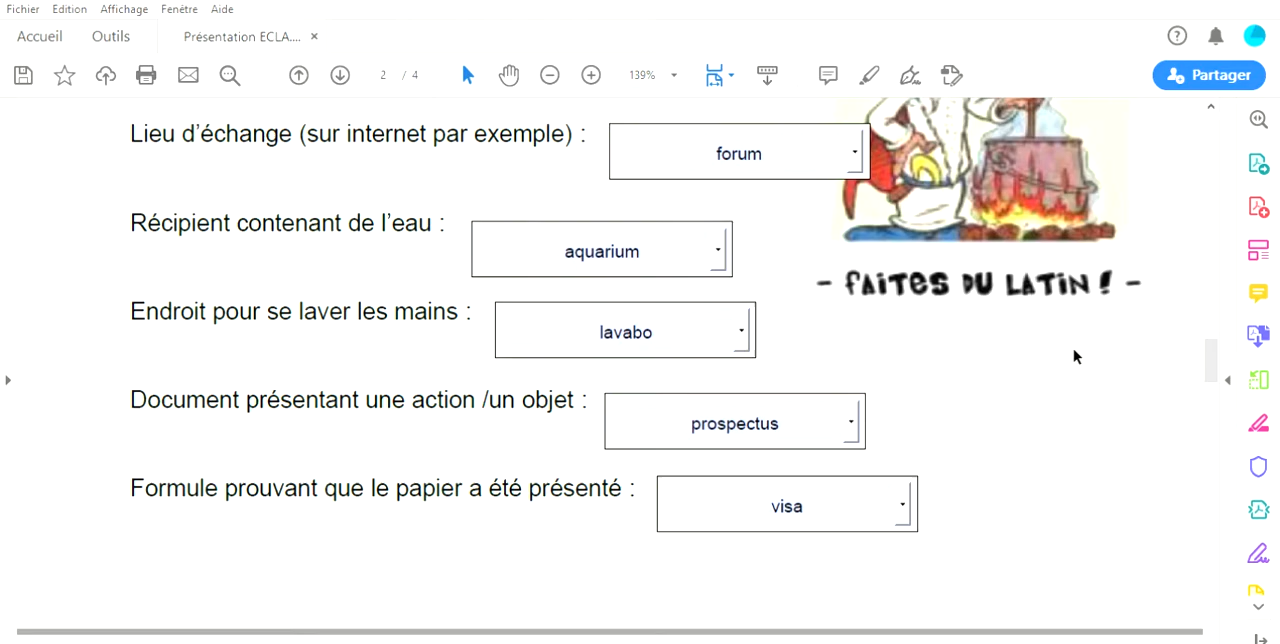 Fichier Edition Affichage Fenêtre Aide
Accueil Outils Présentation ECLA.... ×
2 / 4 139% Partager
Lieu d'échange (sur internet par exemple) : forum
Récipient contenant de l'eau : aquarium
- FAITES DU LATIN ! -
Endroit pour se laver les mains : lavabo
Document présentant une action /un objet : prospectus
Formule prouvant que le papier a été présenté : visa